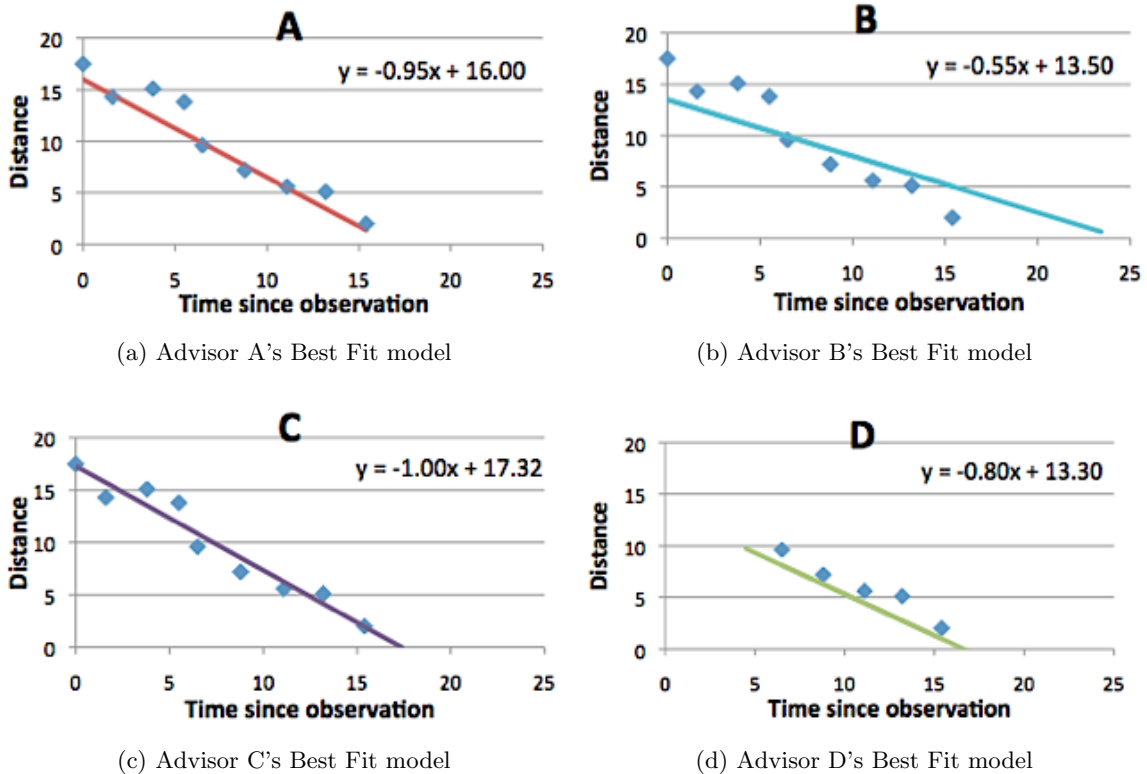 A
y = -0.95x + 16.00
Distance
20
15
10
5
0
0 5 10 15 20 25
Time since observation
(a) Advisor A's Best Fit model
B
y = -0.55x + 13.50
Distance
20
15
10
5
0
0 5 10 15 20 25
Time since observation
(b) Advisor B's Best Fit model
C
y = -1.00x + 17.32
Distance
20
15
10
5
0
0 5 10 15 20 25
Time since observation
(c) Advisor C's Best Fit model
D
y = -0.80x + 13.30
Distance
20
15
10
5
0
0 5 10 15 20 25
Time since observation
(d) Advisor D's Best Fit model